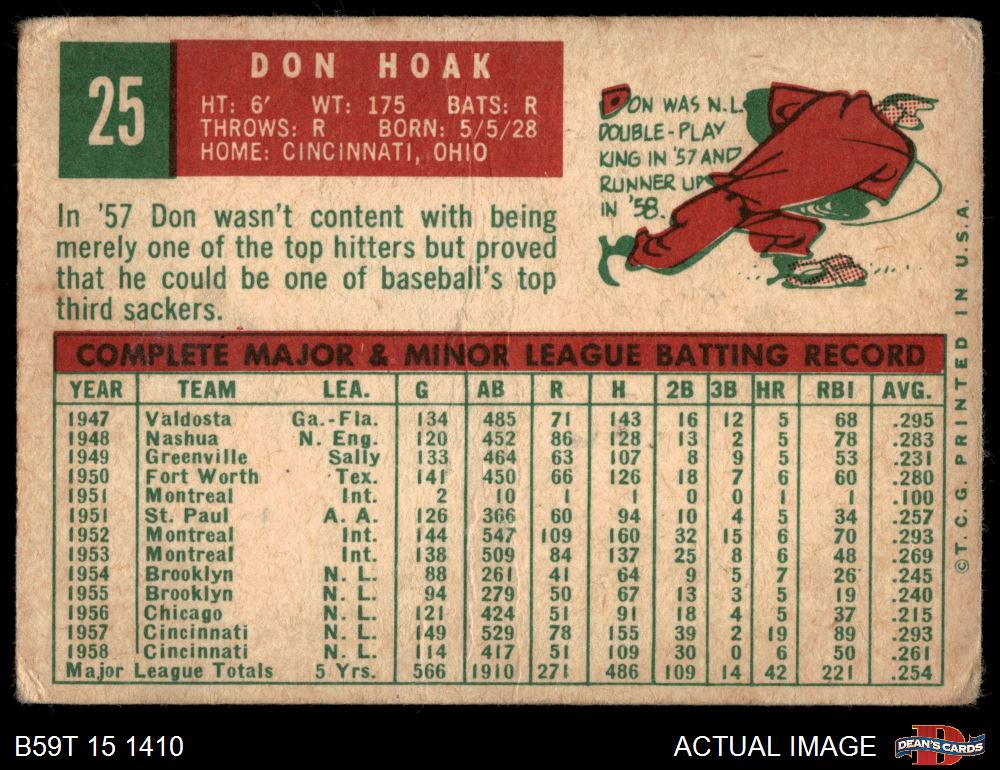 25
DON HOAK
HT: 6' WT: 175 BATS: R
THROWS: R BORN: 5/5/28
HOME: CINCINNATI, OHIO
DON WAS N.L.
DOUBLE-PLAY
KING IN '57 AND
RUNNER UP
IN '58.
In '57 Don wasn't content with being
merely one of the top hitters but proved
that he could be one of baseball's top
third sackers.
COMPLETE MAJOR & MINOR LEAGUE BATTING RECORD
YEAR TEAM LEA. G AB R H 2B 3B HR RBI AVG.
1947 Valdosta Ga.-Fla. 134 485 71 143 16 12 5 68 .295
1948 Nashua N. Eng. 120 452 86 128 13 2 5 78 .283
1949 Greenville Sally 133 464 63 107 8 9 5 53 .231
1950 Fort Worth Tex. 141 450 66 126 18 7 6 60 .280
1951 Montreal Int. 2 10 1 1 0 0 1 1 .100
1951 St. Paul A. A. 126 366 60 94 10 4 5 34 .257
1952 Montreal Int. 144 547 109 160 32 15 6 70 .293
1953 Montreal Int. 138 509 84 137 25 8 6 48 .269
1954 Brooklyn N. L. 88 261 41 64 9 5 7 26 .245
1955 Brooklyn N. L. 94 279 50 67 13 3 5 19 .240
1956 Chicago N. L. 121 424 51 91 18 4 5 37 .215
1957 Cincinnati N. L. 149 529 78 155 39 2 19 89 .293
1958 Cincinnati N. L. 114 417 51 109 30 0 6 50 .261
Major League Totals 5 Yrs. 566 1910 271 486 109 14 42 221 .254
©T. C. G. PRINTED IN U.S.A.
B59T 15 1410
ACTUAL IMAGE
DEAN'S CARDS